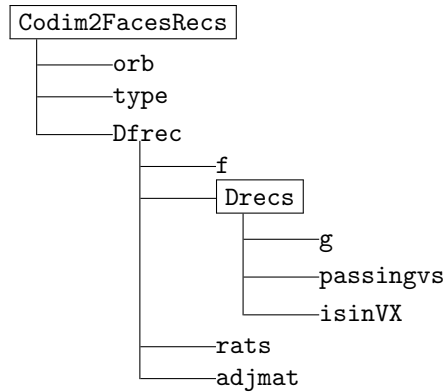 Codim2FacesRecs
orb
type
Dfrec
f
Drecs
g
passingvs
isinVX
rats
adjmat